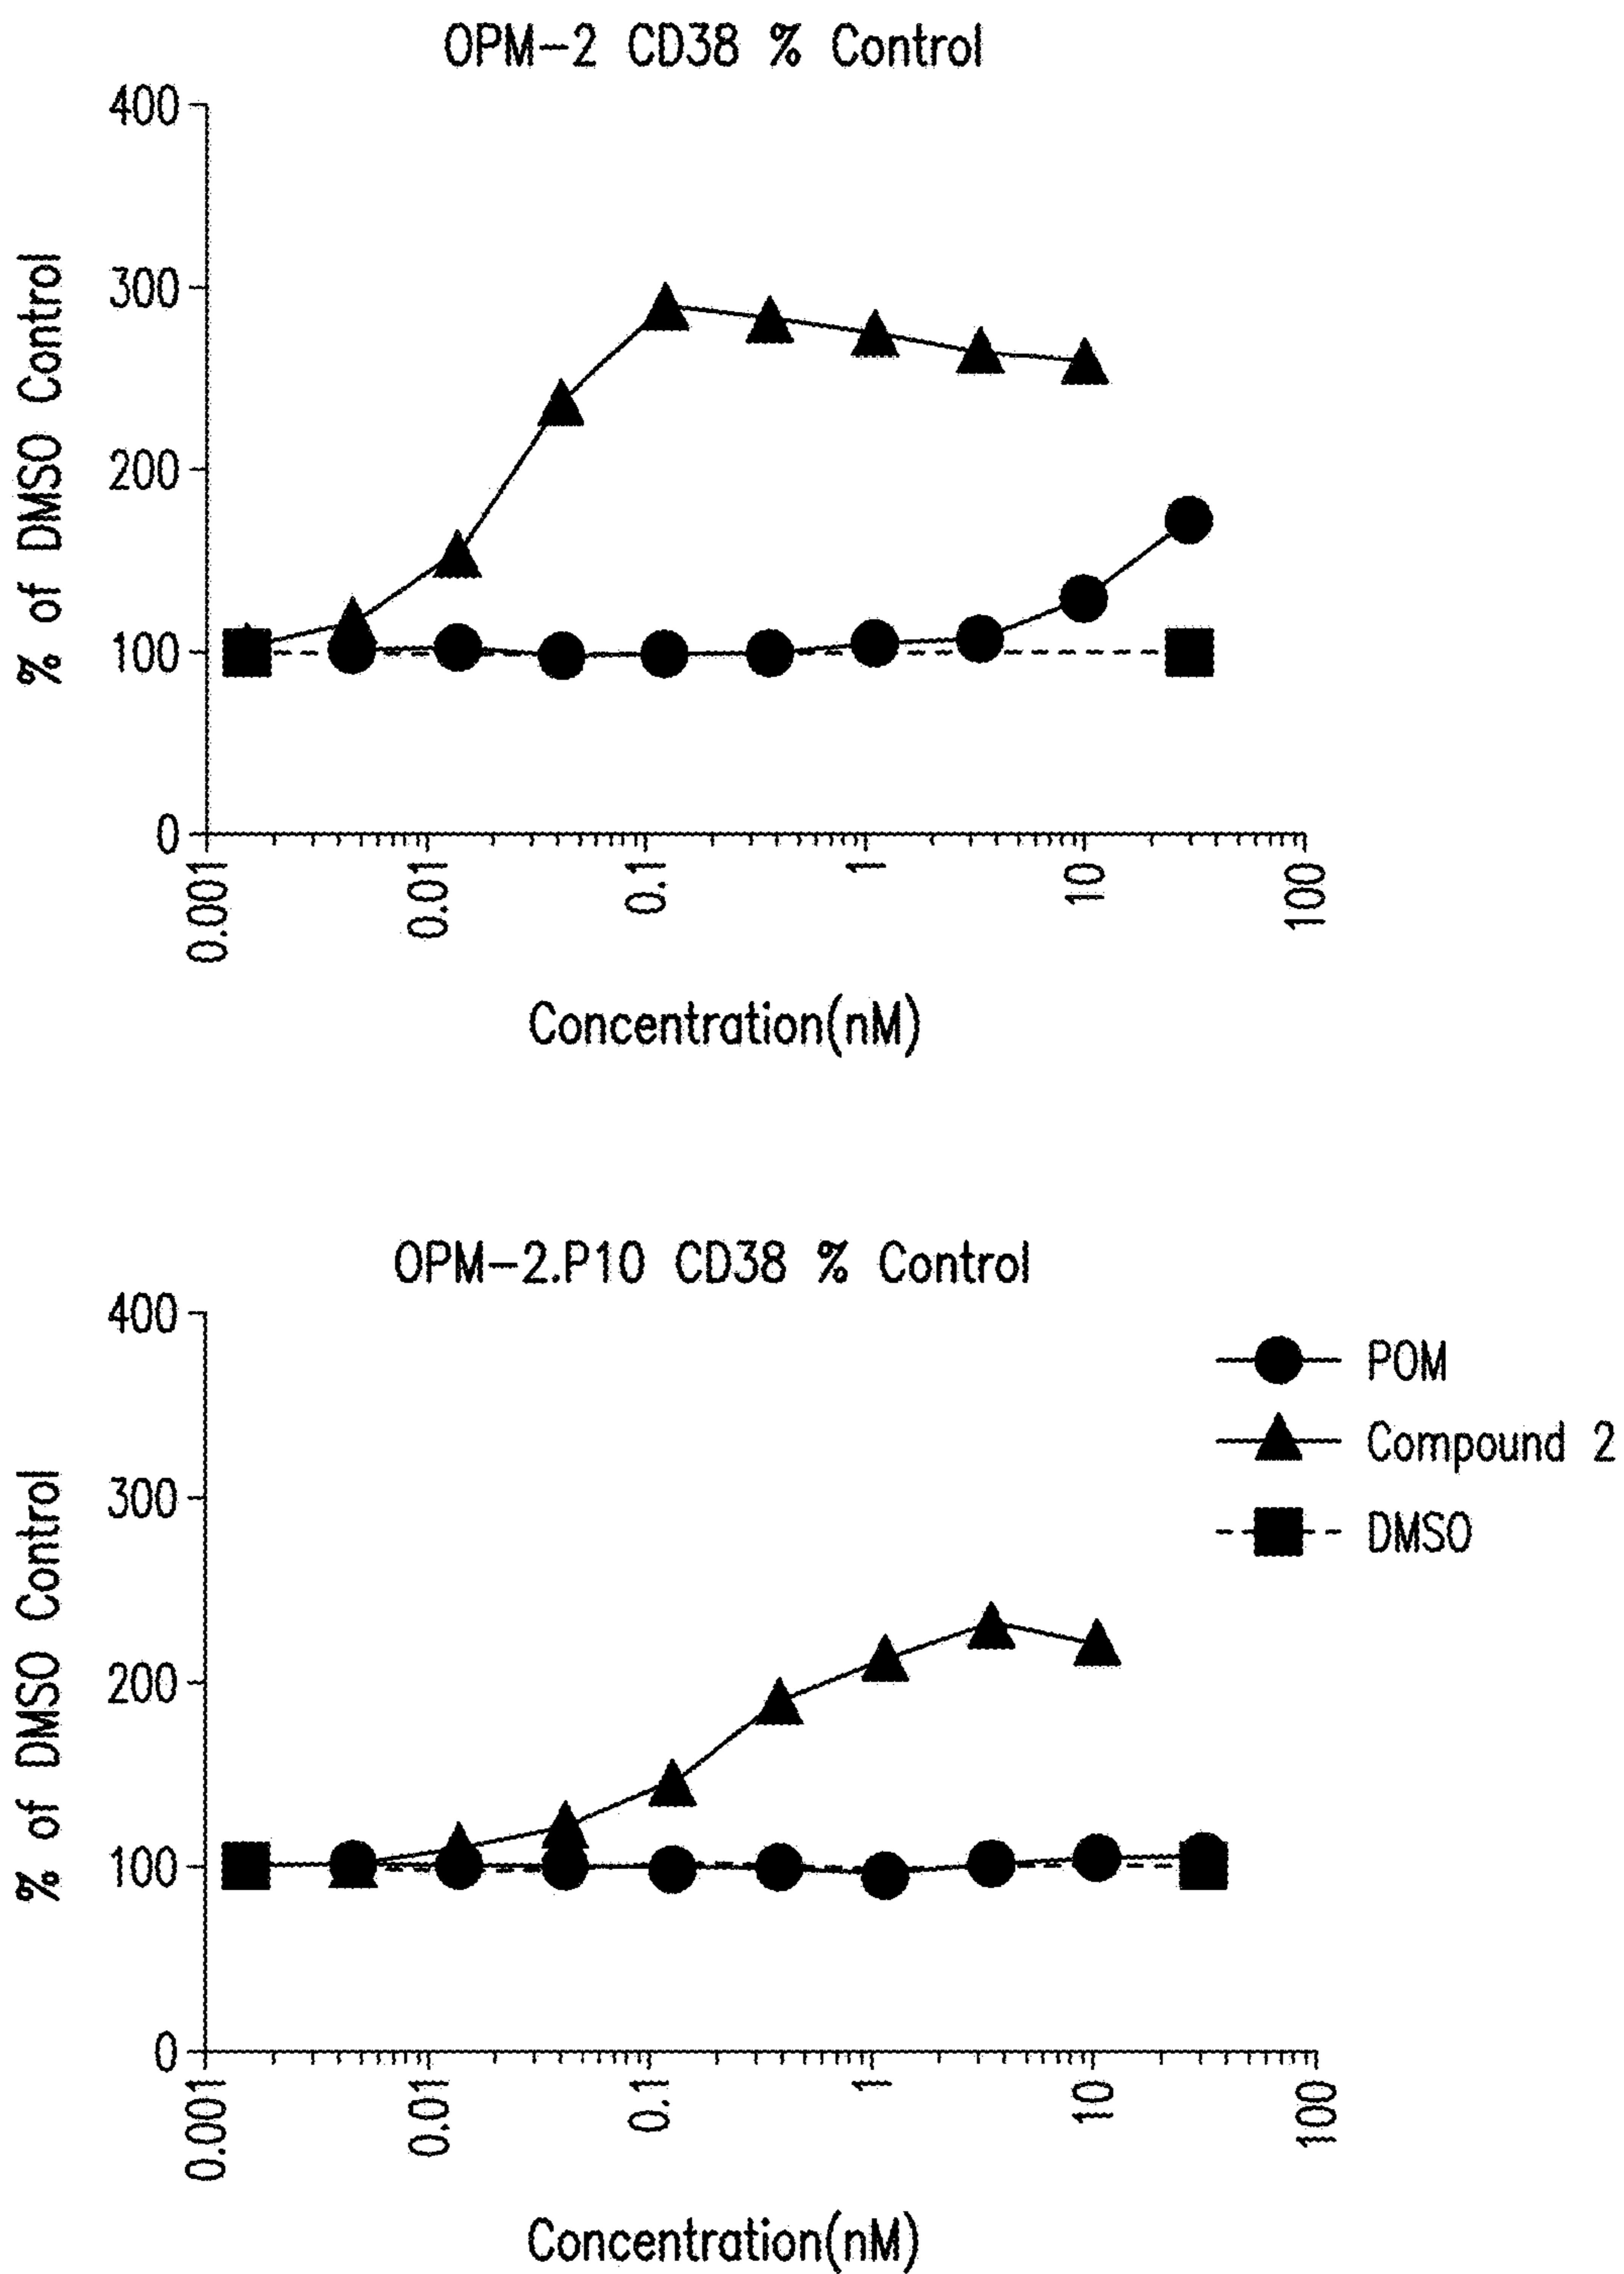 OPM-2 CD38 % Control
% of DMSO Control
400
300
200
100
0
0.001
0.01
0.1
1
10
100
Concentration(nM)
OPM-2.P10 CD38 % Control
% of DMSO Control
400
300
200
100
0
POM
Compound 2
DMSO
0.001
0.01
0.1
1
10
100
Concentration(nM)